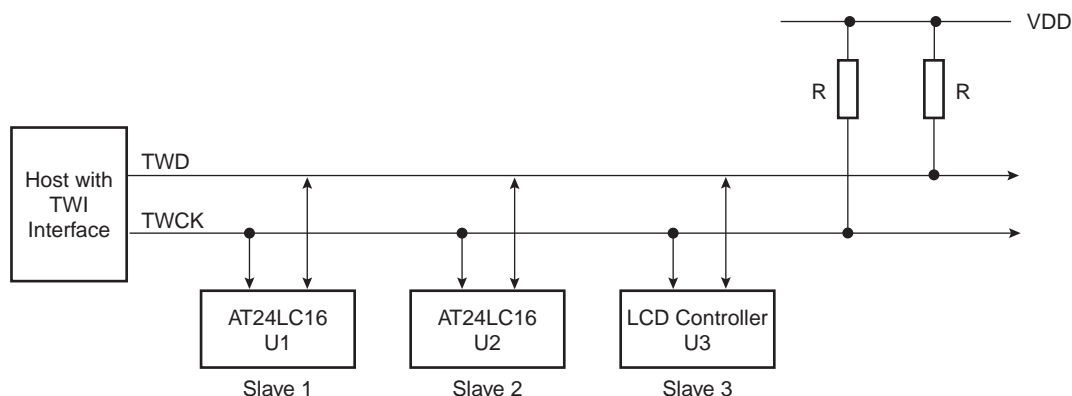 VDD
R
R
Host with
TWI
Interface
TWD
TWCK
AT24LC16
U1
AT24LC16
U2
LCD Controller
U3
Slave 1
Slave 2
Slave 3